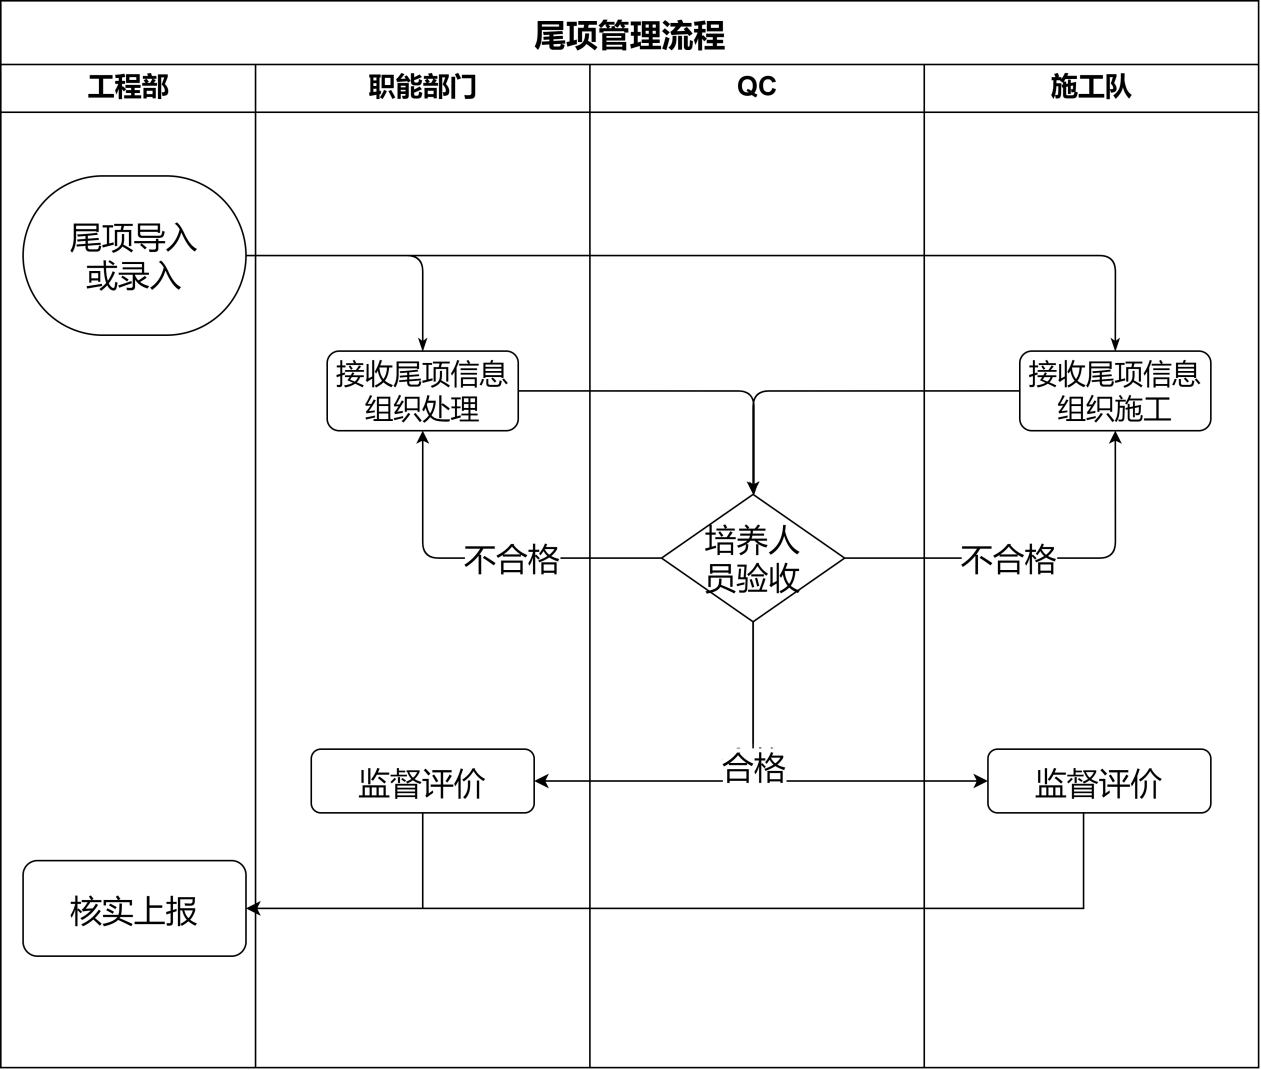 尾项管理流程
工程部
职能部门
QC
施工队
尾项导入
或录入
接收尾项信息
组织处理
接收尾项信息
组织施工
培养人
员验收
不合格
不合格
合格
监督评价
监督评价
核实上报